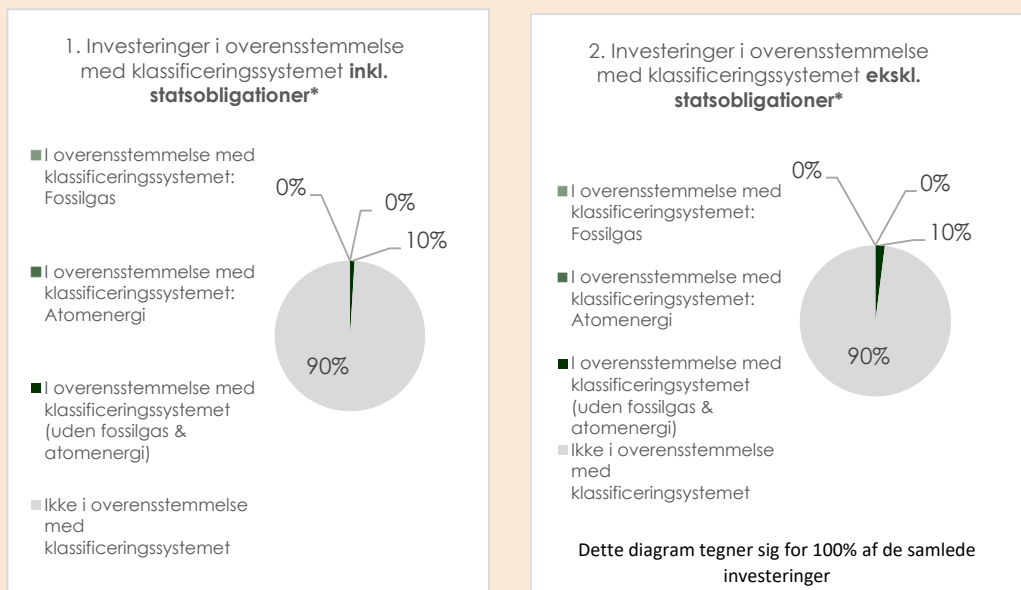 1. Investeringer i overensstemmelse
med klassificeringssystemet inkl.
statsobligationer*
I overensstemmelse med
klassificeringssystemet:
Fossilgas
I overensstemmelse med
klassificeringssystemet:
Atomenergi
I overensstemmelse med
klassificeringssystemet
(uden fossilgas &
atomenergi)
Ikke i overensstemmelse
med
klassificeringsystemet
0%
0%
10%
90%
2. Investeringer i overensstemmelse
med klassificeringssystemet ekskl.
statsobligationer*
I overensstemmelse med
klassificeringsystemet:
Fossilgas
I overensstemmelse med
klassificeringssystemet:
Atomenergi
I overensstemmelse med
klassificeringssystemet
(uden fossilgas &
atomenergi)
Ikke i overensstemmelse
med
klassificeringsystemet
0%
0%
10%
90%
Dette diagram tegner sig for 100% af de samlede
investeringer